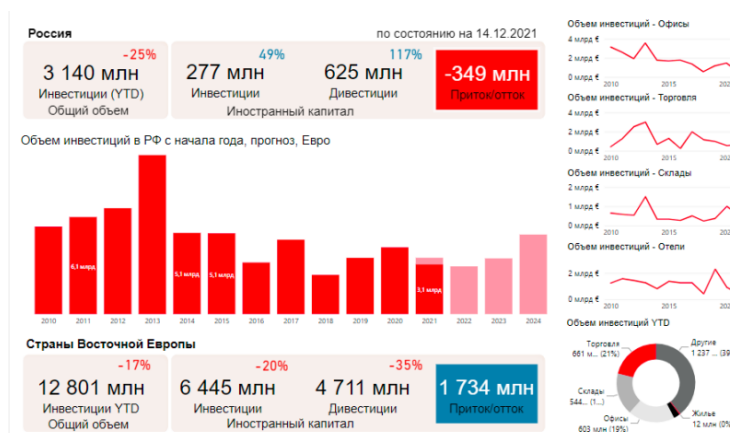 Россия по состоянию на 14.12.2021
-25% 49% 117%
3 140 млн 277 млн 625 млн -349 млн
Инвестиции (YTD) Инвестиции Дивестиции Приток/отток
Общий объем Иностранный капитал
Объем инвестиций в РФ с начала года, прогноз, Евро
6,1 млрд 5,1 млрд 5,1 млрд 3,1 млрд
2010 2011 2012 2013 2014 2015 2016 2017 2018 2019 2020 2021 2022 2023 2024
Страны Восточной Европы
-17% -20% -35%
12 801 млн 6 445 млн 4 711 млн 1 734 млн
Инвестиции YTD Инвестиции Дивестиции Приток/отток
Общий объем Иностранный капитал
Объем инвестиций - Офисы
4 млрд €
2 млрд €
0 млрд €
2010 2015 202
Объем инвестиций - Торговля
4 млрд €
2 млрд €
0 млрд €
2010 2015 202
Объем инвестиций - Склады
2 млрд €
1 млрд €
0 млрд €
2010 2015 202
Объем инвестиций - Отели
2 млрд €
0 млрд €
2010 2015 202
Объем инвестиций YTD
Торговля
661 м... (21%)
Другие
1 237 ... (39
Склады
544... (1...)
Офисы
603 млн (19%)
Жилье
12 млн (0%